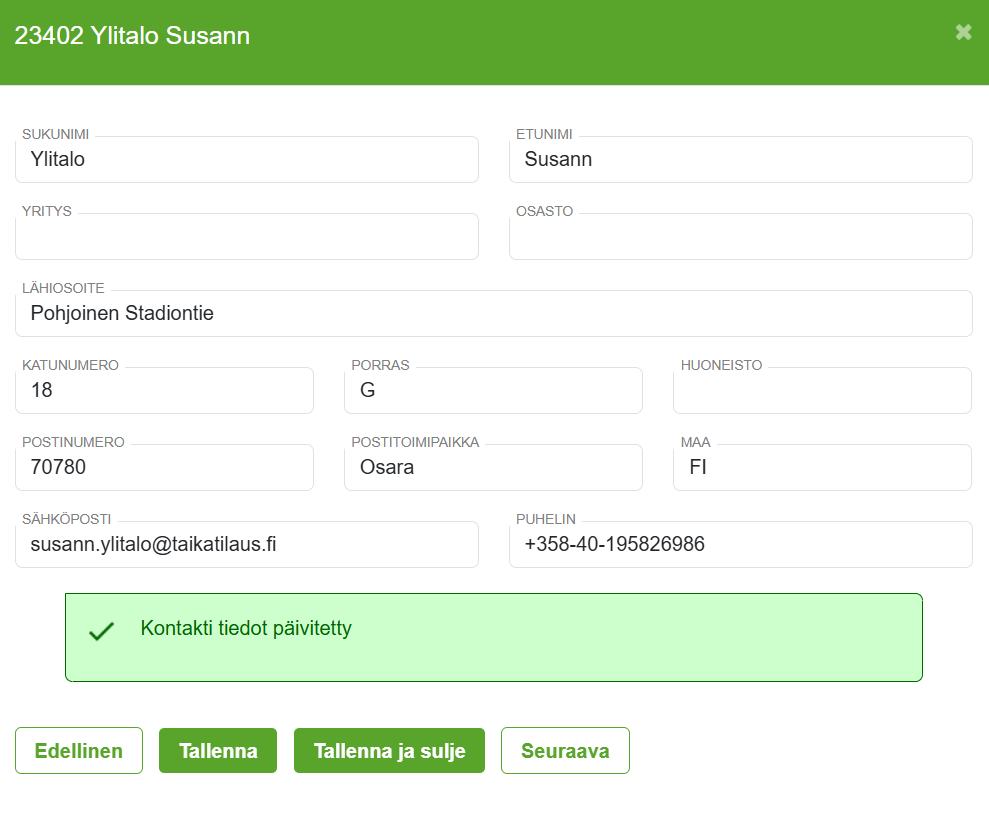 23402 Ylitalo Susann
SUKUNIMI
Ylitalo
ETUNIMI
Susann
YRITYS
OSASTO
LÄHIOSOITE
Pohjoinen Stadiontie
KATUNUMERO
18
PORRAS
G
HUONEISTO
POSTINUMERO
70780
POSTITOIMIPAIKKA
Osara
MAA
FI
SÄHKÖPOSTI
susann.ylitalo@taikatilaus.fi
PUHELIN
+358-40-195826986
Kontakti tiedot päivitetty
Edellinen
Tallenna
Tallenna ja sulje
Seuraava